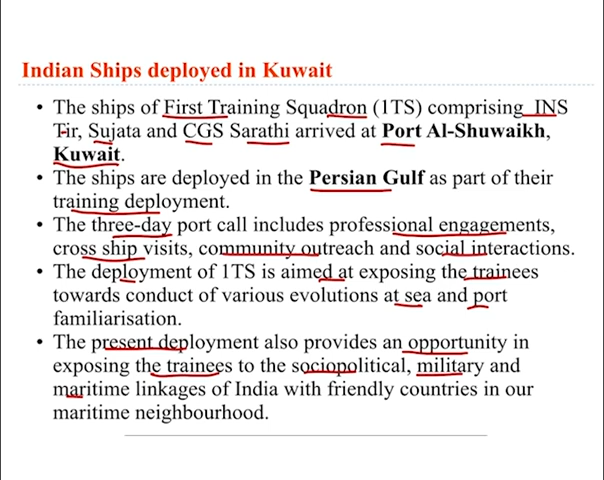 Indian Ships deployed in Kuwait
• The ships of First Training Squadron (1TS) comprising INS
Tir, Sujata and CGS Sarathi arrived at Port Al-Shuwaikh,
Kuwait.
• The ships are deployed in the Persian Gulf as part of their
training deployment.
• The three-day port call includes professional engagements,
cross ship visits, community outreach and social interactions.
• The deployment of 1TS is aimed at exposing the trainees
towards conduct of various evolutions at sea and port
familiarisation.
• The present deployment also provides an opportunity in
exposing the trainees to the sociopolitical, military and
maritime linkages of India with friendly countries in our
maritime neighbourhood.